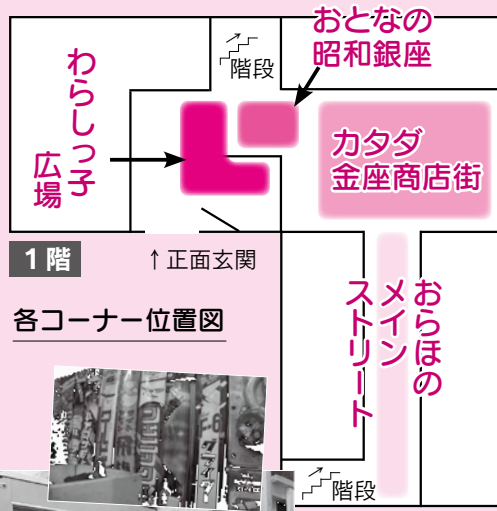 おとなの
昭和銀座
階段
わらしっ子
広場
カタダ
金座商店街
1階
↑正面玄関
各コーナー位置図
おらほの
メイン
ストリート
階段